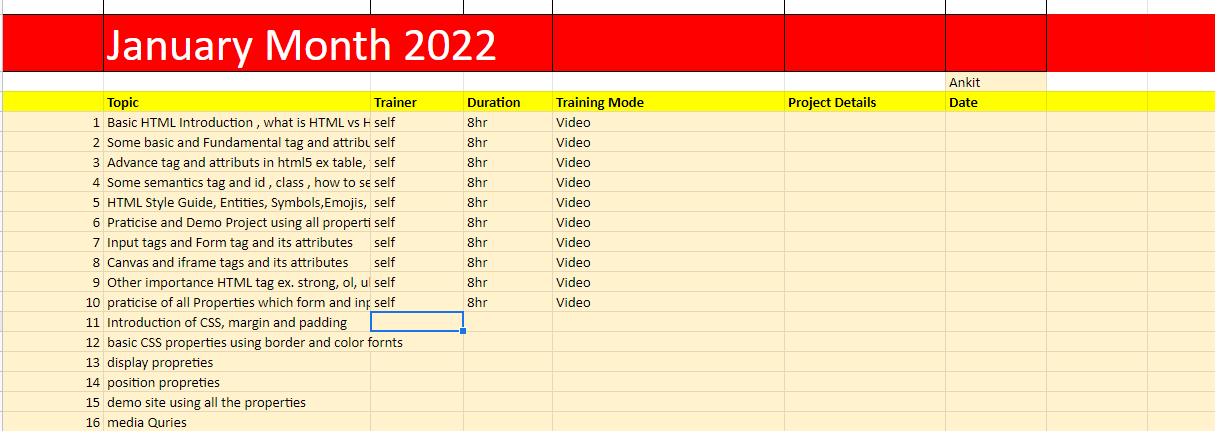 January Month 2022
Ankit
Topic Trainer Duration Training Mode Project Details Date
1 Basic HTML Introduction , what is HTML vs H self 8hr Video
2 Some basic and Fundamental tag and attribu self 8hr Video
3 Advance tag and attributs in html5 ex table, self 8hr Video
4 Some semantics tag and id , class , how to se self 8hr Video
5 HTML Style Guide, Entities, Symbols,Emojis, self 8hr Video
6 Praticise and Demo Project using all properti self 8hr Video
7 Input tags and Form tag and its attributes self 8hr Video
8 Canvas and iframe tags and its attributes self 8hr Video
9 Other importance HTML tag ex. strong, ol, ul self 8hr Video
10 praticise of all Properties which form and inp self 8hr Video
11 Introduction of CSS, margin and padding
12 basic CSS properties using border and color fornts
13 display propreties
14 position propreties
15 demo site using all the properties
16 media Quries